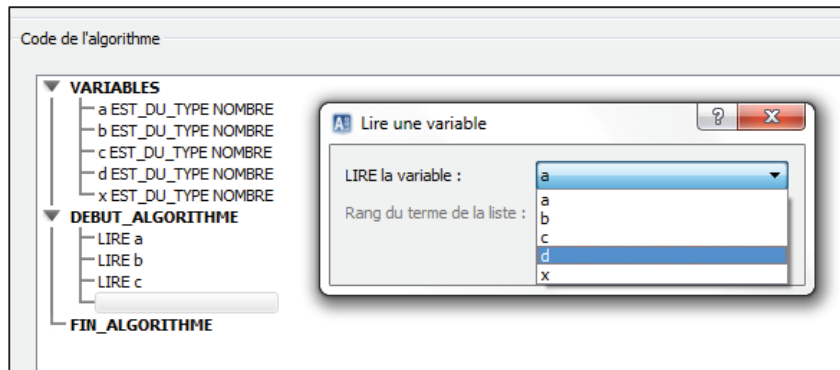 Code de l'algorithme
VARIABLES
a EST_DU_TYPE NOMBRE
b EST_DU_TYPE NOMBRE
c EST_DU_TYPE NOMBRE
d EST_DU_TYPE NOMBRE
x EST_DU_TYPE NOMBRE
DEBUT_ALGORITHME
LIRE a
LIRE b
LIRE c
FIN_ALGORITHME
Lire une variable
LIRE la variable :
a
Rang du terme de la liste :
a
b
c
d
x